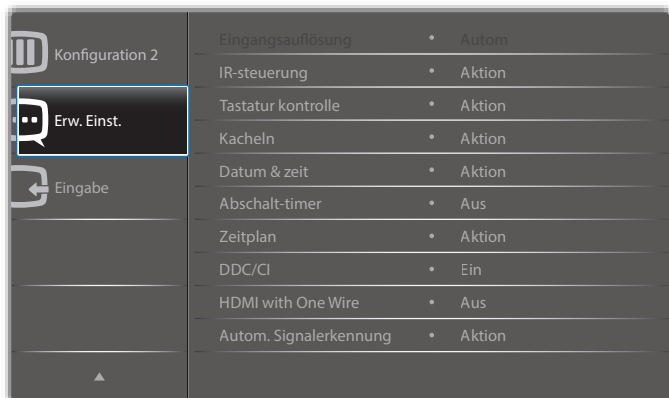 Konfiguration 2
Erw. Einst.
Eingabe
Eingangsauflösung • Autom
IR-steuerung • Aktion
Tastatur kontrolle • Aktion
Kacheln • Aktion
Datum & zeit • Aktion
Abschalt-timer • Aus
Zeitplan • Aktion
DDC/CI • Ein
HDMI with One Wire • Aus
Autom. Signalerkennung • Aktion